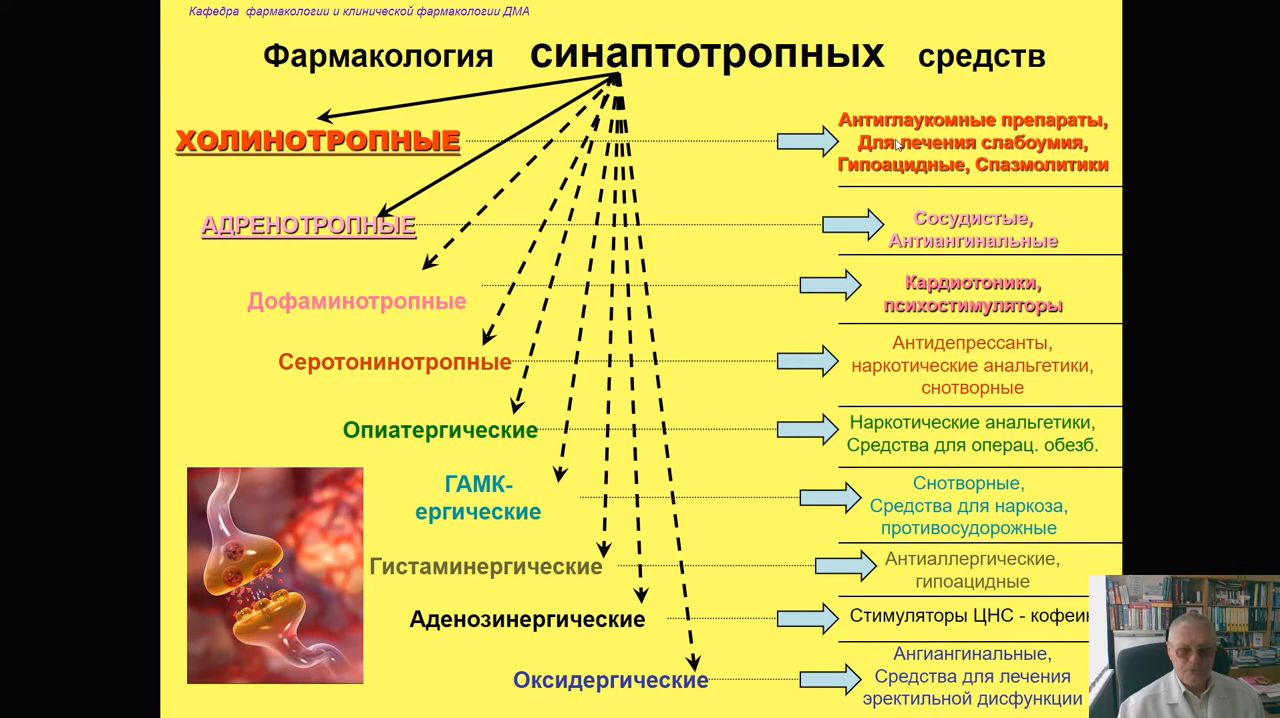 Кафедра фармакологии и клинической фармакологии ДМА
Фармакология синаптотропных средств
ХОЛИНОТРОПНЫЕ
Антиглаукомные препараты,
Для лечения слабоумия,
Гипоацидные, Спазмолитики
АДРЕНОТРОПНЫЕ
Сосудистые,
Антиангинальные
Дофаминотропные
Кардиотоники,
психостимуляторы
Серотонинотропные
Антидепрессанты,
наркотические анальгетики,
снотворные
Опиатергические
Наркотические анальгетики,
Средства для операц. обезб.
ГАМК-
ергические
Снотворные,
Средства для наркоза,
противосудорожные
Гистаминергические
Антиаллергические,
гипоацидные
Аденозинергические
Стимуляторы ЦНС - кофеин
Оксидергические
Ангиангинальные,
Средства для лечения
эректильной дисфункции